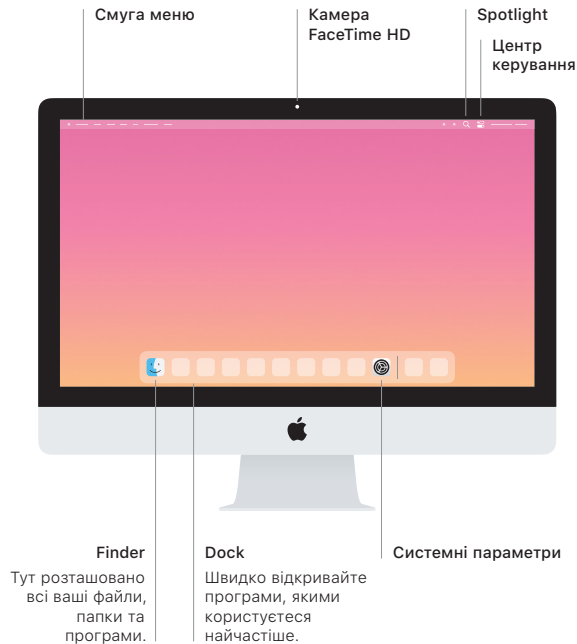 Смуга меню
Камера
FaceTime HD
Spotlight
Центр
керування
Finder
Тут розташовано
всі ваші файли,
папки та
програми.
Dock
Швидко відкривайте
програми, якими
користуєтеся
найчастіше.
Системні параметри